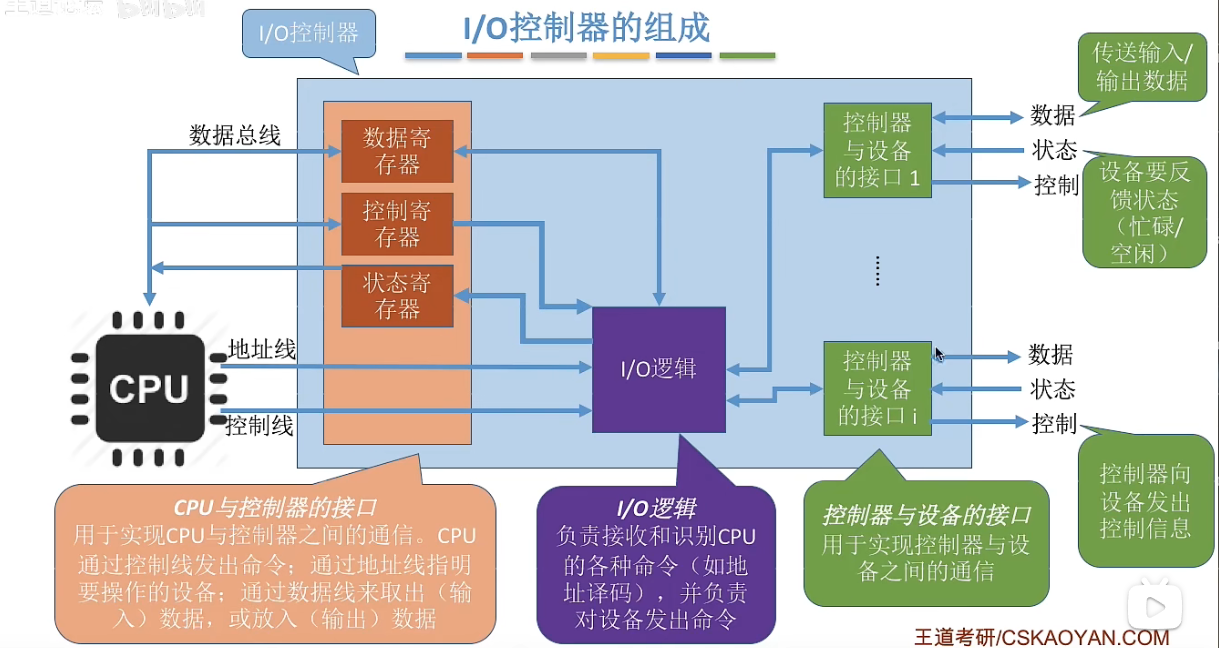 I/O控制器
I/O控制器的组成
传送输入/
输出数据
数据总线
数据寄
存器
控制寄
存器
状态寄
存器
控制器
与设备
的接口 1
数据
状态
控制
设备要反
馈状态
（忙碌/
空闲）
CPU
地址线
控制线
I/O逻辑
控制器
与设备
的接口 i
数据
状态
控制
控制器向
设备发出
控制信息
CPU与控制器的接口
用于实现CPU与控制器之间的通信。CPU
通过控制线发出命令；通过地址线指明
要操作的设备；通过数据线来取出（输
入）数据，或放入（输出）数据
I/O逻辑
负责接收和识别CPU
的各种命令（如地
址译码），并负责
对设备发出命令
控制器与设备的接口
用于实现控制器与设
备之间的通信
王道考研/CSKAOYAN.COM